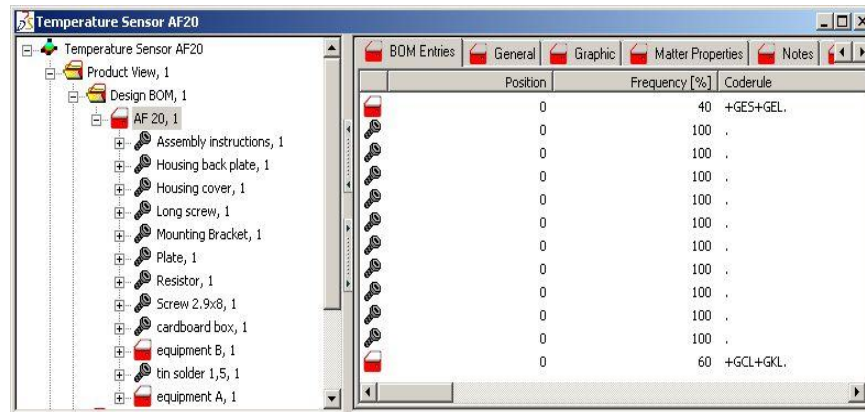 Temperature Sensor AF20
Temperature Sensor AF20
Product View, 1
Design BOM, 1
AF 20, 1
Assembly instructions, 1
Housing back plate, 1
Housing cover, 1
Long screw, 1
Mounting Bracket, 1
Plate, 1
Resistor, 1
Screw 2.9x8, 1
cardboard box, 1
equipment B, 1
tin solder 1,5, 1
equipment A, 1
BOM Entries General Graphic Matter Properties Notes
Position Frequency [%] Coderule
0 40 +GES+GEL.
0 100 .
0 100 .
0 100 .
0 100 .
0 100 .
0 100 .
0 100 .
0 100 .
0 100 .
0 100 .
0 60 +GCL+GKL.